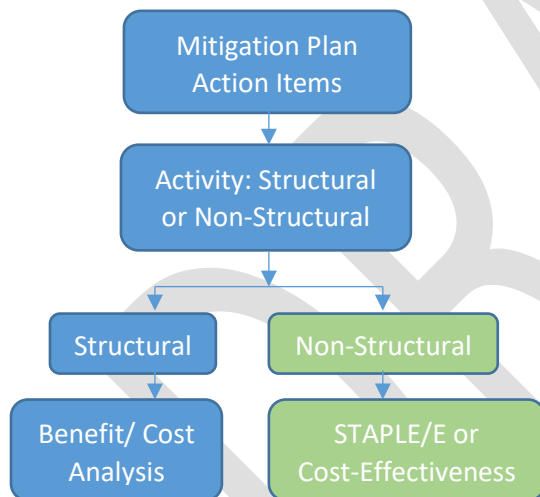 Mitigation Plan
Action Items
Activity: Structural
or Non-Structural
Structural
Non-Structural
Benefit/ Cost
Analysis
STAPLE/E or
Cost-Effectiveness